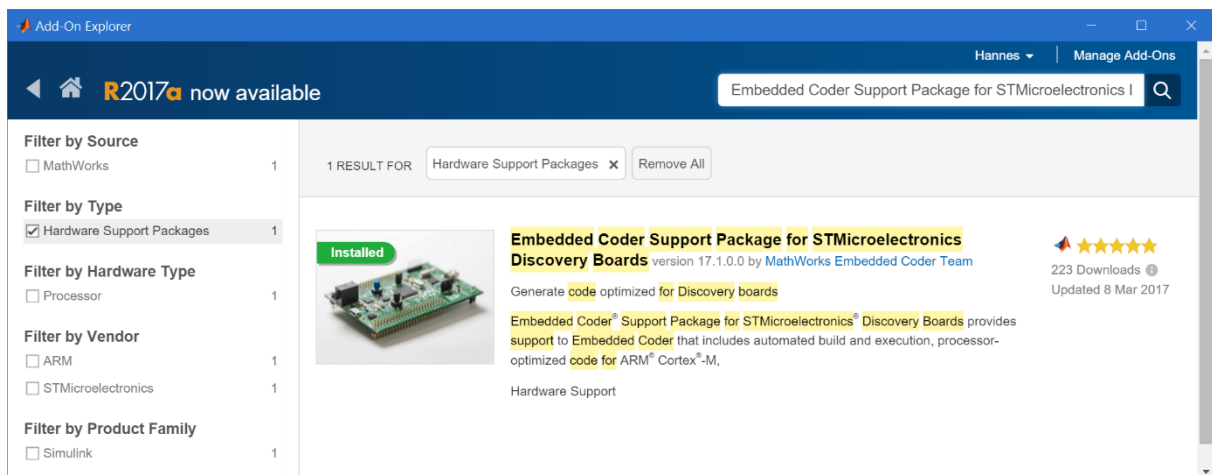 Add-On Explorer
Hannes
Manage Add-Ons
R2017a now available
Embedded Coder Support Package for STMicroelectronics I
Filter by Source
MathWorks 1
Filter by Type
Hardware Support Packages 1
Filter by Hardware Type
Processor 1
Filter by Vendor
ARM 1
STMicroelectronics 1
Filter by Product Family
Simulink 1
1 RESULT FOR Hardware Support Packages x Remove All
Installed
Embedded Coder Support Package for STMicroelectronics
Discovery Boards version 17.1.0.0 by MathWorks Embedded Coder Team
Generate code optimized for Discovery boards
Embedded Coder® Support Package for STMicroelectronics® Discovery Boards provides
support to Embedded Coder that includes automated build and execution, processor-
optimized code for ARM® Cortex®-M,
Hardware Support
223 Downloads
Updated 8 Mar 2017